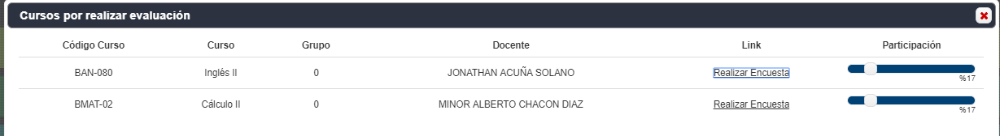 Cursos por realizar evaluación
Código Curso Curso Grupo Docente Link Participación
BAN-080 Inglés II 0 JONATHAN ACUÑA SOLANO Realizar Encuesta
%17
BMAT-02 Cálculo II 0 MINOR ALBERTO CHACON DIAZ Realizar Encuesta
%17